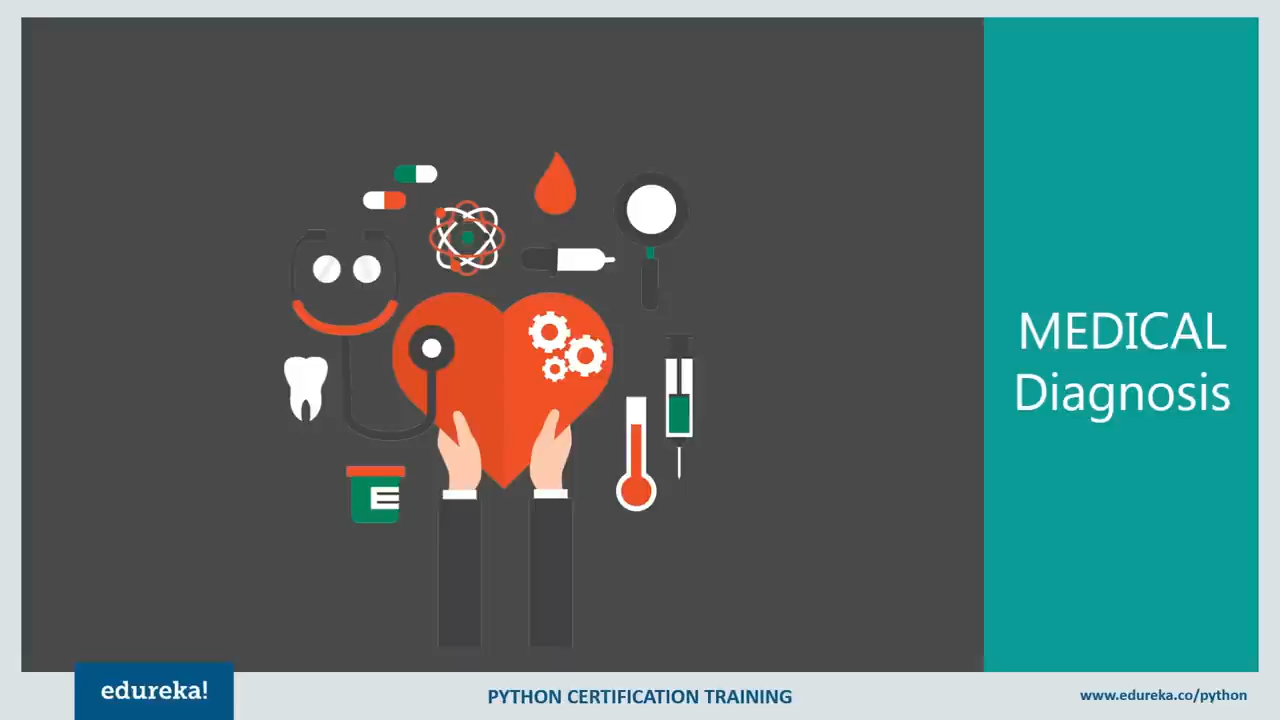 MEDICAL
Diagnosis
edureka!
PYTHON CERTIFICATION TRAINING
www.edureka.co/python